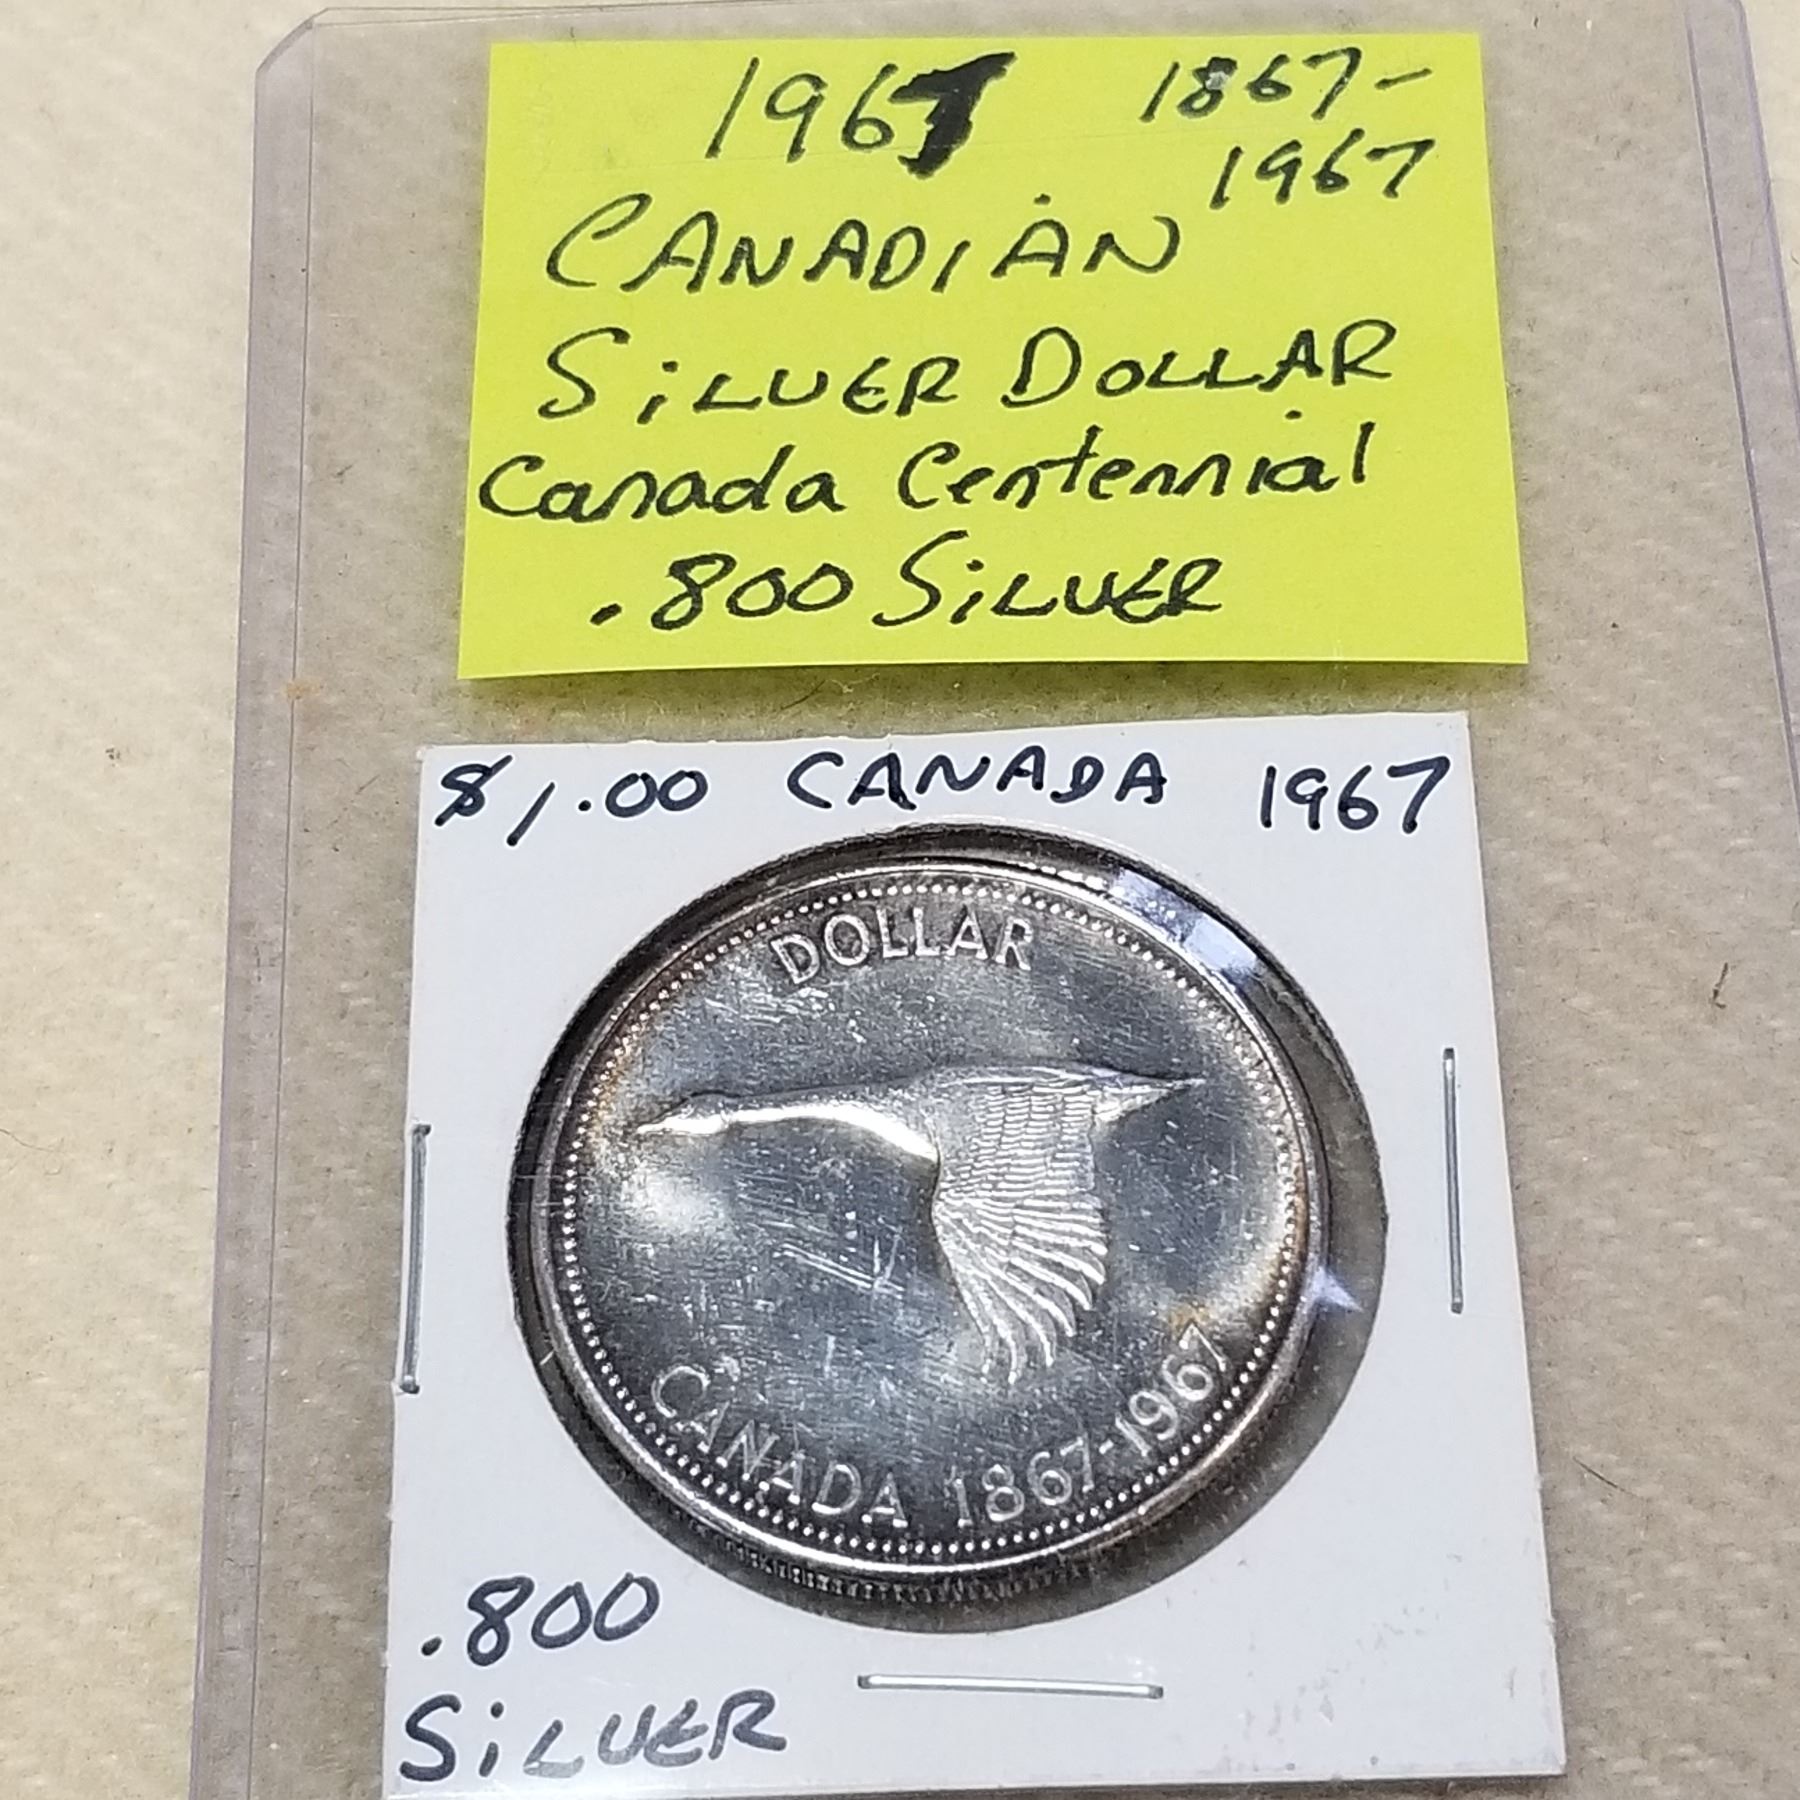 1967 1867-
1967
CANADIAN
SiLVER DOLLAR
Canada Centennial
.800 SiLVER
$1.00 CANADA 1967
DOLLAR
CANADA 1867-1967
.800
SiLVER